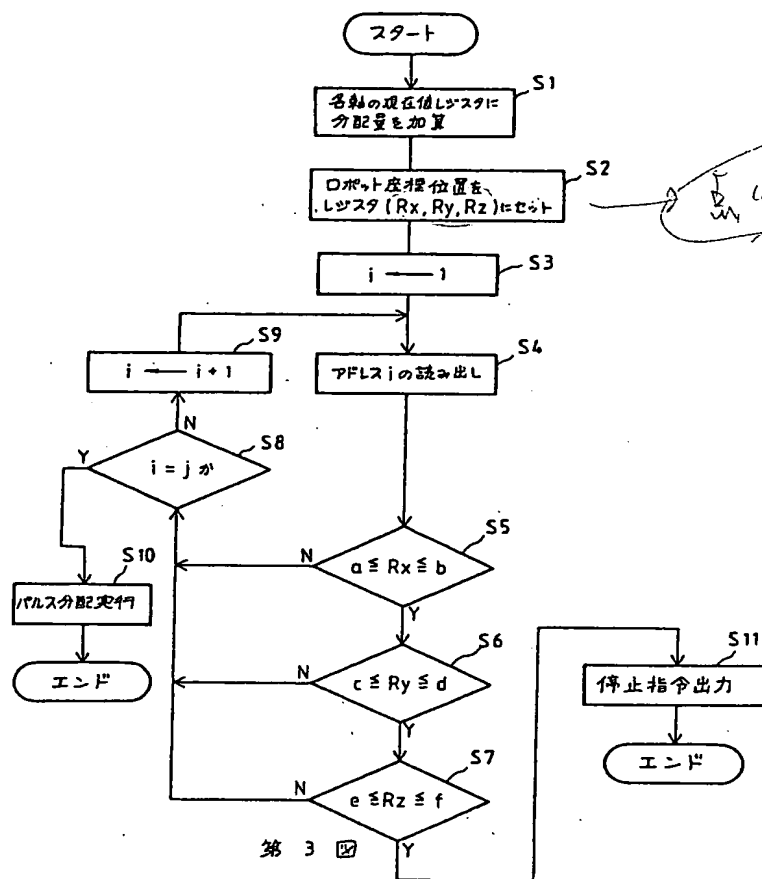 スタート
S1
各軸の現在値レジスタに
分配量を加算
S2
ロボット座標位置を
レジスタ(Rx, Ry, Rz)にセット
S3
i ← 1
S9
i ← i + 1
S4
アドレスiの読み出し
N
S8
Y
i = j か
S5
N
a ≦ Rx ≦ b
Y
S10
パルス分配実行
S6
N
c ≦ Ry ≦ d
Y
エンド
S11
停止指令出力
S7
N
e ≦ Rz ≦ f
Y
エンド
第 3 図